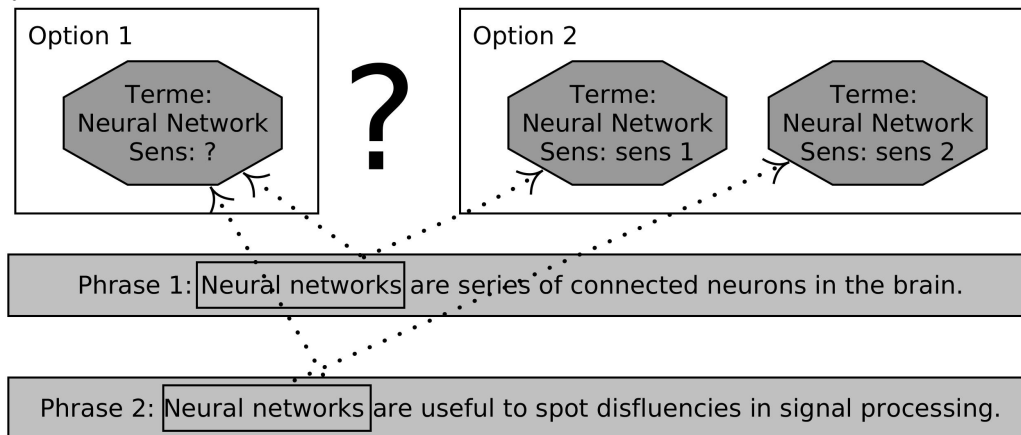 Option 1
Terme:
Neural Network
Sens: ?
?
Option 2
Terme:
Neural Network
Sens: sens 1
Terme:
Neural Network
Sens: sens 2
Phrase 1: Neural networks are series of connected neurons in the brain.
Phrase 2: Neural networks are useful to spot disfluencies in signal processing.